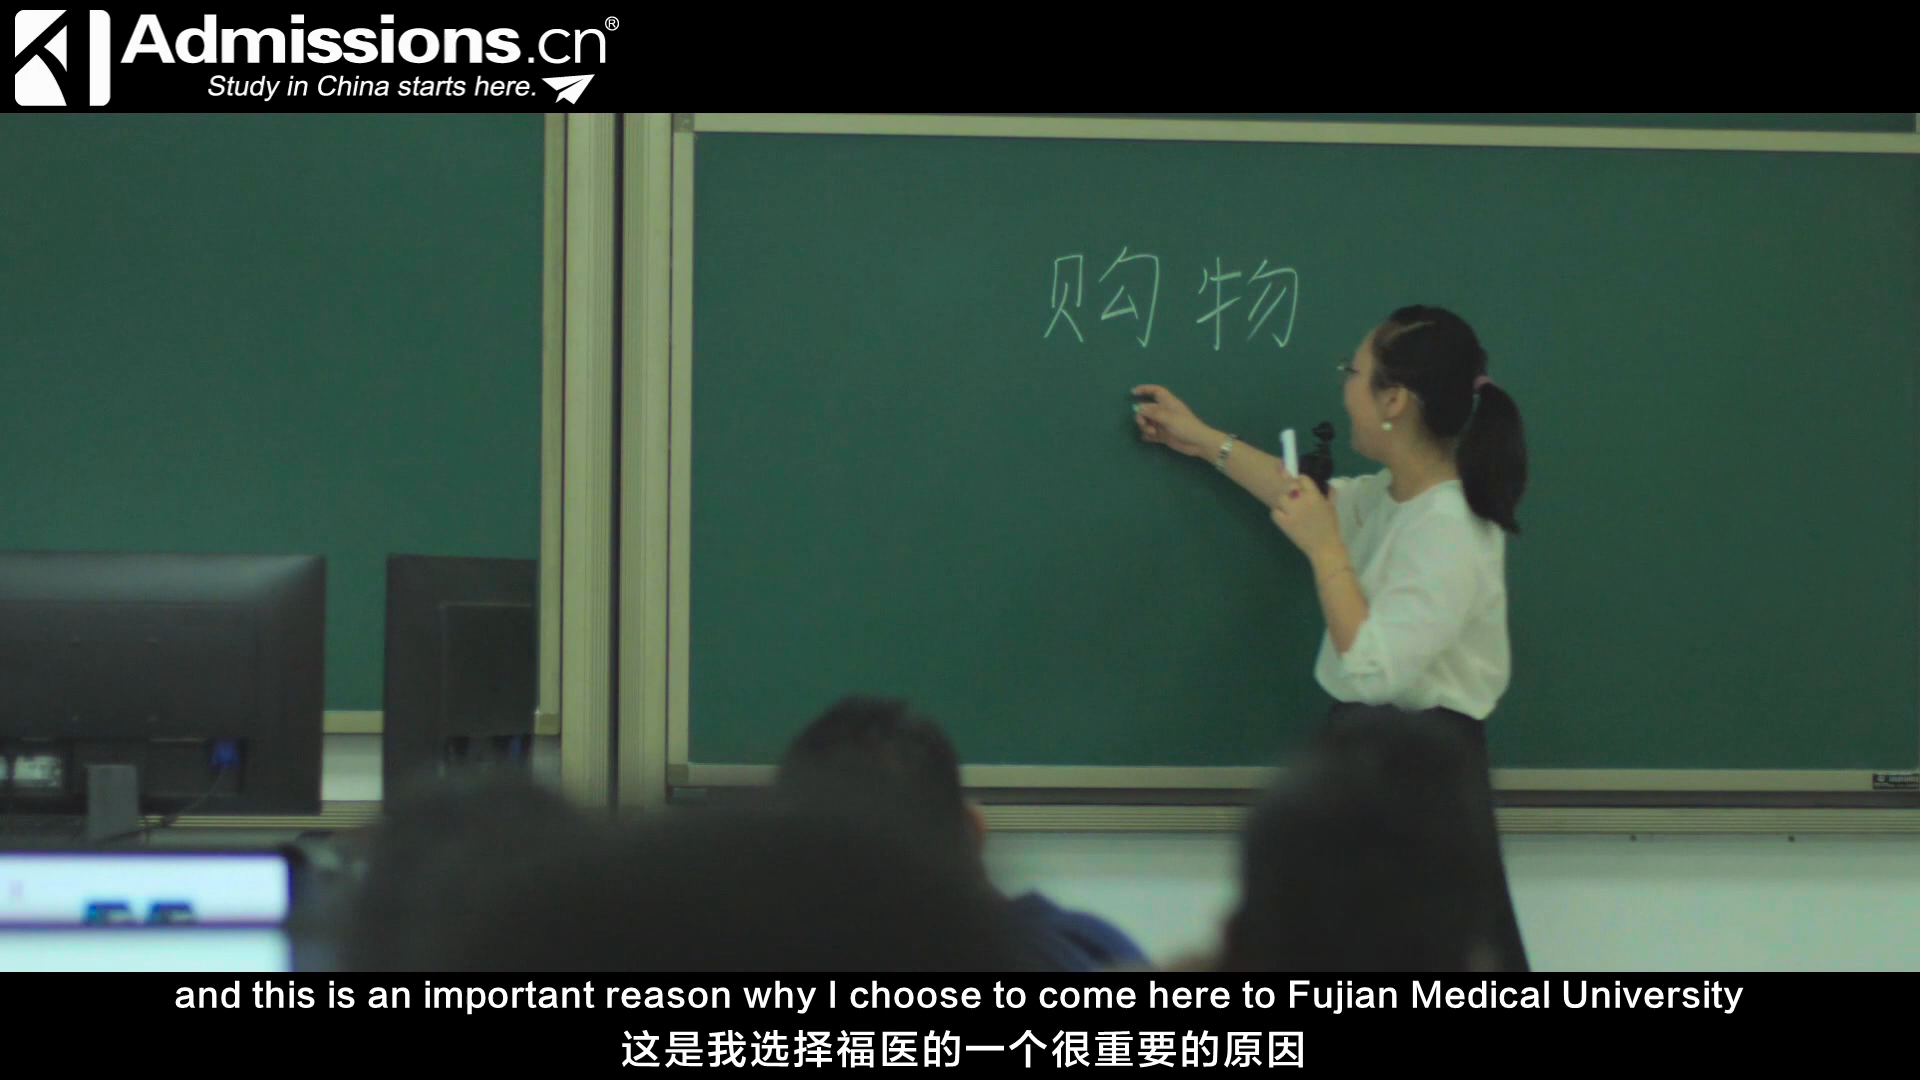 Admissions.cn®
Study in China starts here.
购物
and this is an important reason why I choose to come here to Fujian Medical University
这是我选择福医的一个很重要的原因